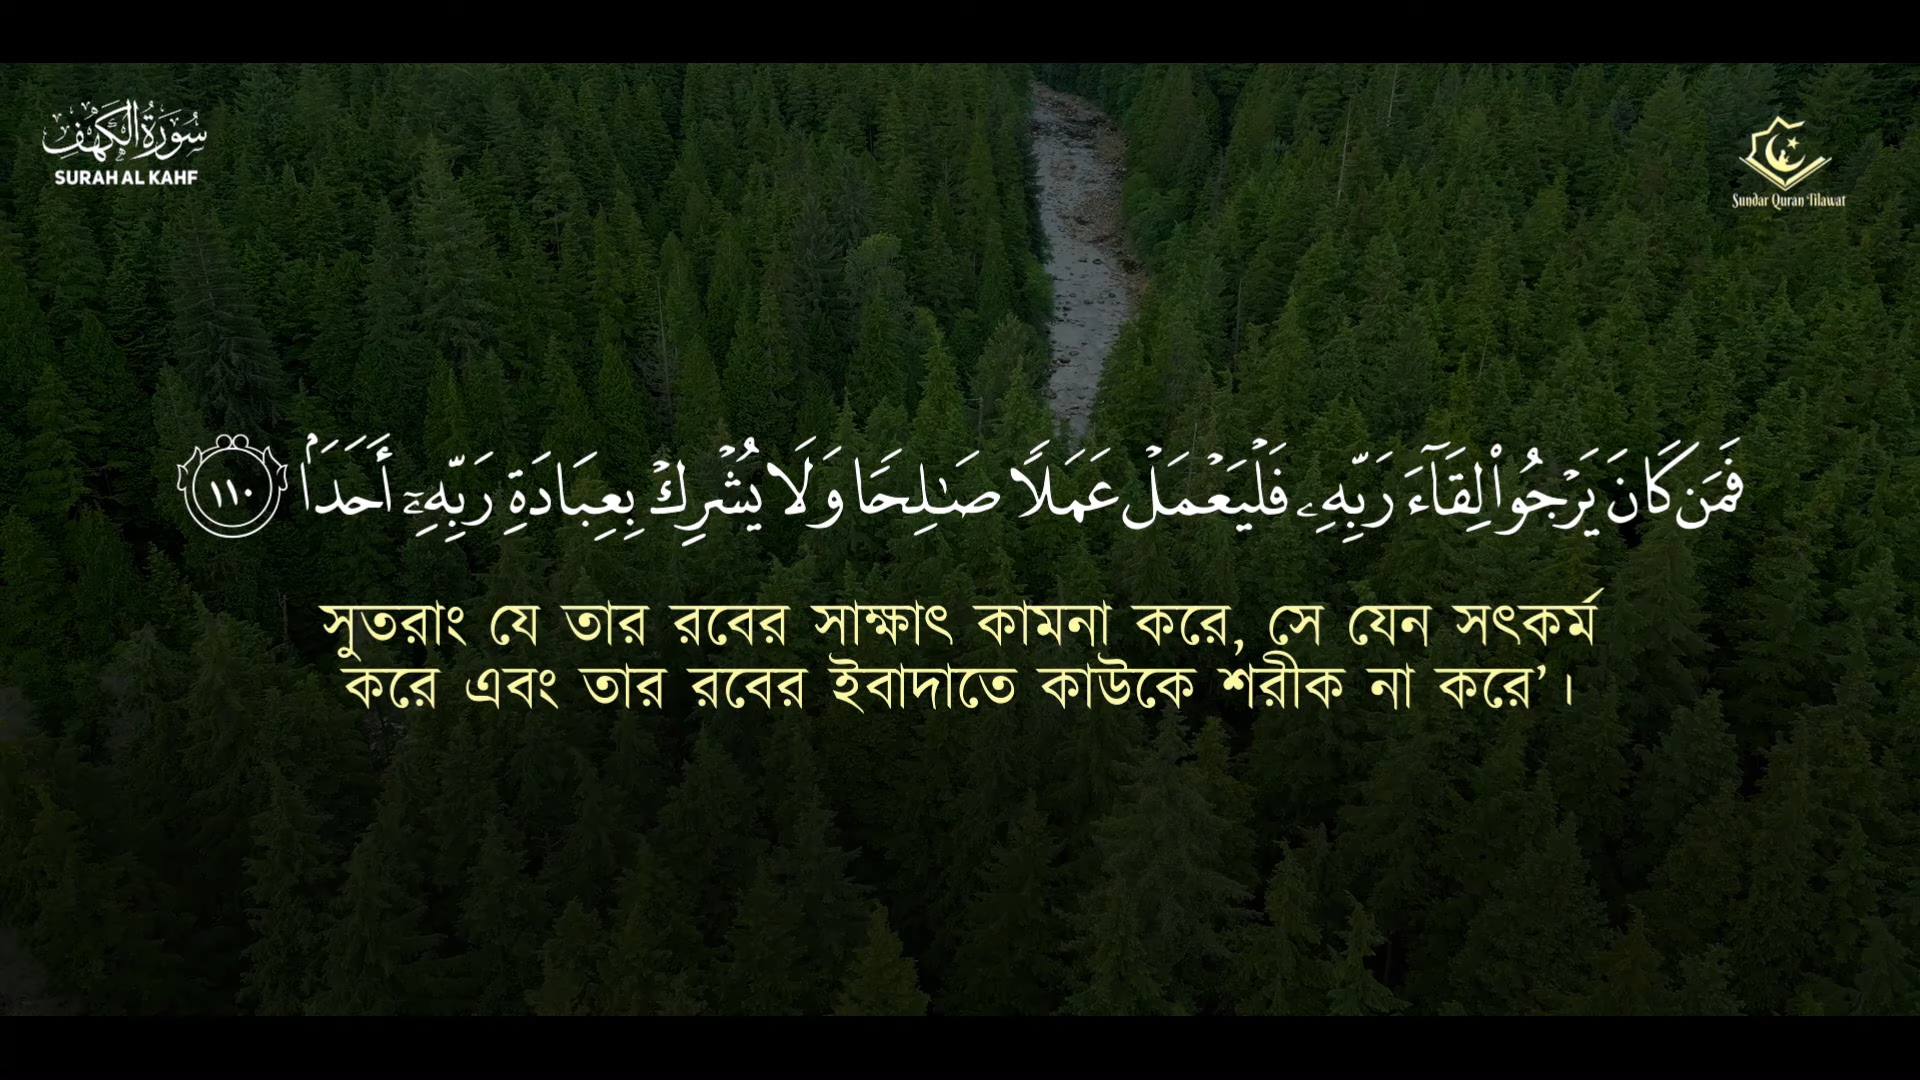 سُورَةُ الْكَهْفِ
SURAH AL KAHF
Sundar Quran Tilawat
فَمَن كَانَ يَرْجُوا۟ لِقَآءَ رَبِّهِۦ فَلْيَعْمَلْ عَمَلًا صَـٰلِحًا وَلَا يُشْرِكْ بِعِبَادَةِ رَبِّهِۦٓ أَحَدَۢا ١١٠
সুতরাং যে তার রবের সাক্ষাৎ কামনা করে, সে যেন সৎকর্ম
করে এবং তার রবের ইবাদাতে কাউকে শরীক না করে’।